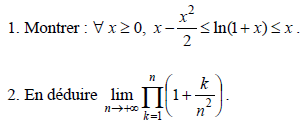 1. Montrer : ∀ x ≥ 0, x − x²/2 ≤ ln(1 + x) ≤ x .
2. En déduire lim_{n→+∞} ∏_{k=1}^{n} (1 + k/n²) .